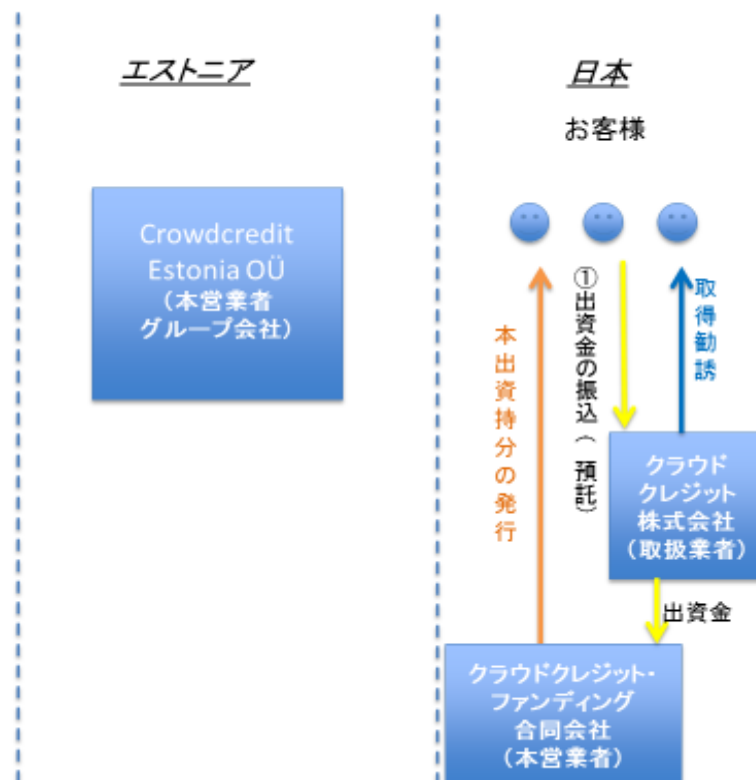 エストニア
日本
お客様
Crowdcredit
Estonia OÜ
（本営業者
グループ会社）
本出資持分の発行
①出資金の振込（預託）
取得勧誘
クラウド
クレジット
株式会社
（取扱業者）
出資金
クラウドクレジット・
ファンディング
合同会社
（本営業者）